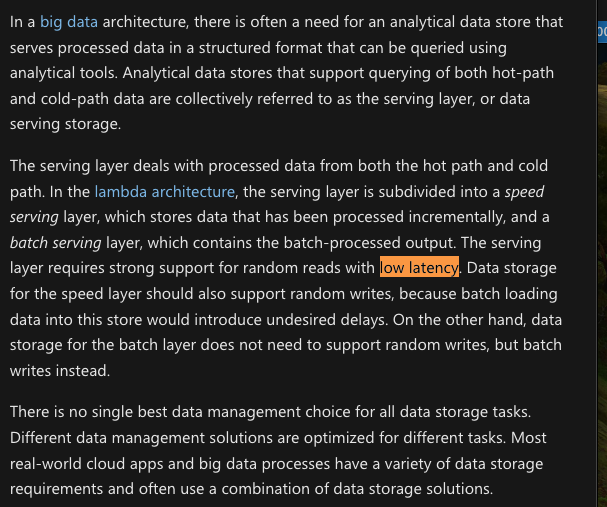 In a big data architecture, there is often a need for an analytical data store that
serves processed data in a structured format that can be queried using
analytical tools. Analytical data stores that support querying of both hot-path
and cold-path data are collectively referred to as the serving layer, or data
serving storage.
The serving layer deals with processed data from both the hot path and cold
path. In the lambda architecture, the serving layer is subdivided into a speed
serving layer, which stores data that has been processed incrementally, and a
batch serving layer, which contains the batch-processed output. The serving
layer requires strong support for random reads with low latency. Data storage
for the speed layer should also support random writes, because batch loading
data into this store would introduce undesired delays. On the other hand, data
storage for the batch layer does not need to support random writes, but batch
writes instead.
There is no single best data management choice for all data storage tasks.
Different data management solutions are optimized for different tasks. Most
real-world cloud apps and big data processes have a variety of data storage
requirements and often use a combination of data storage solutions.